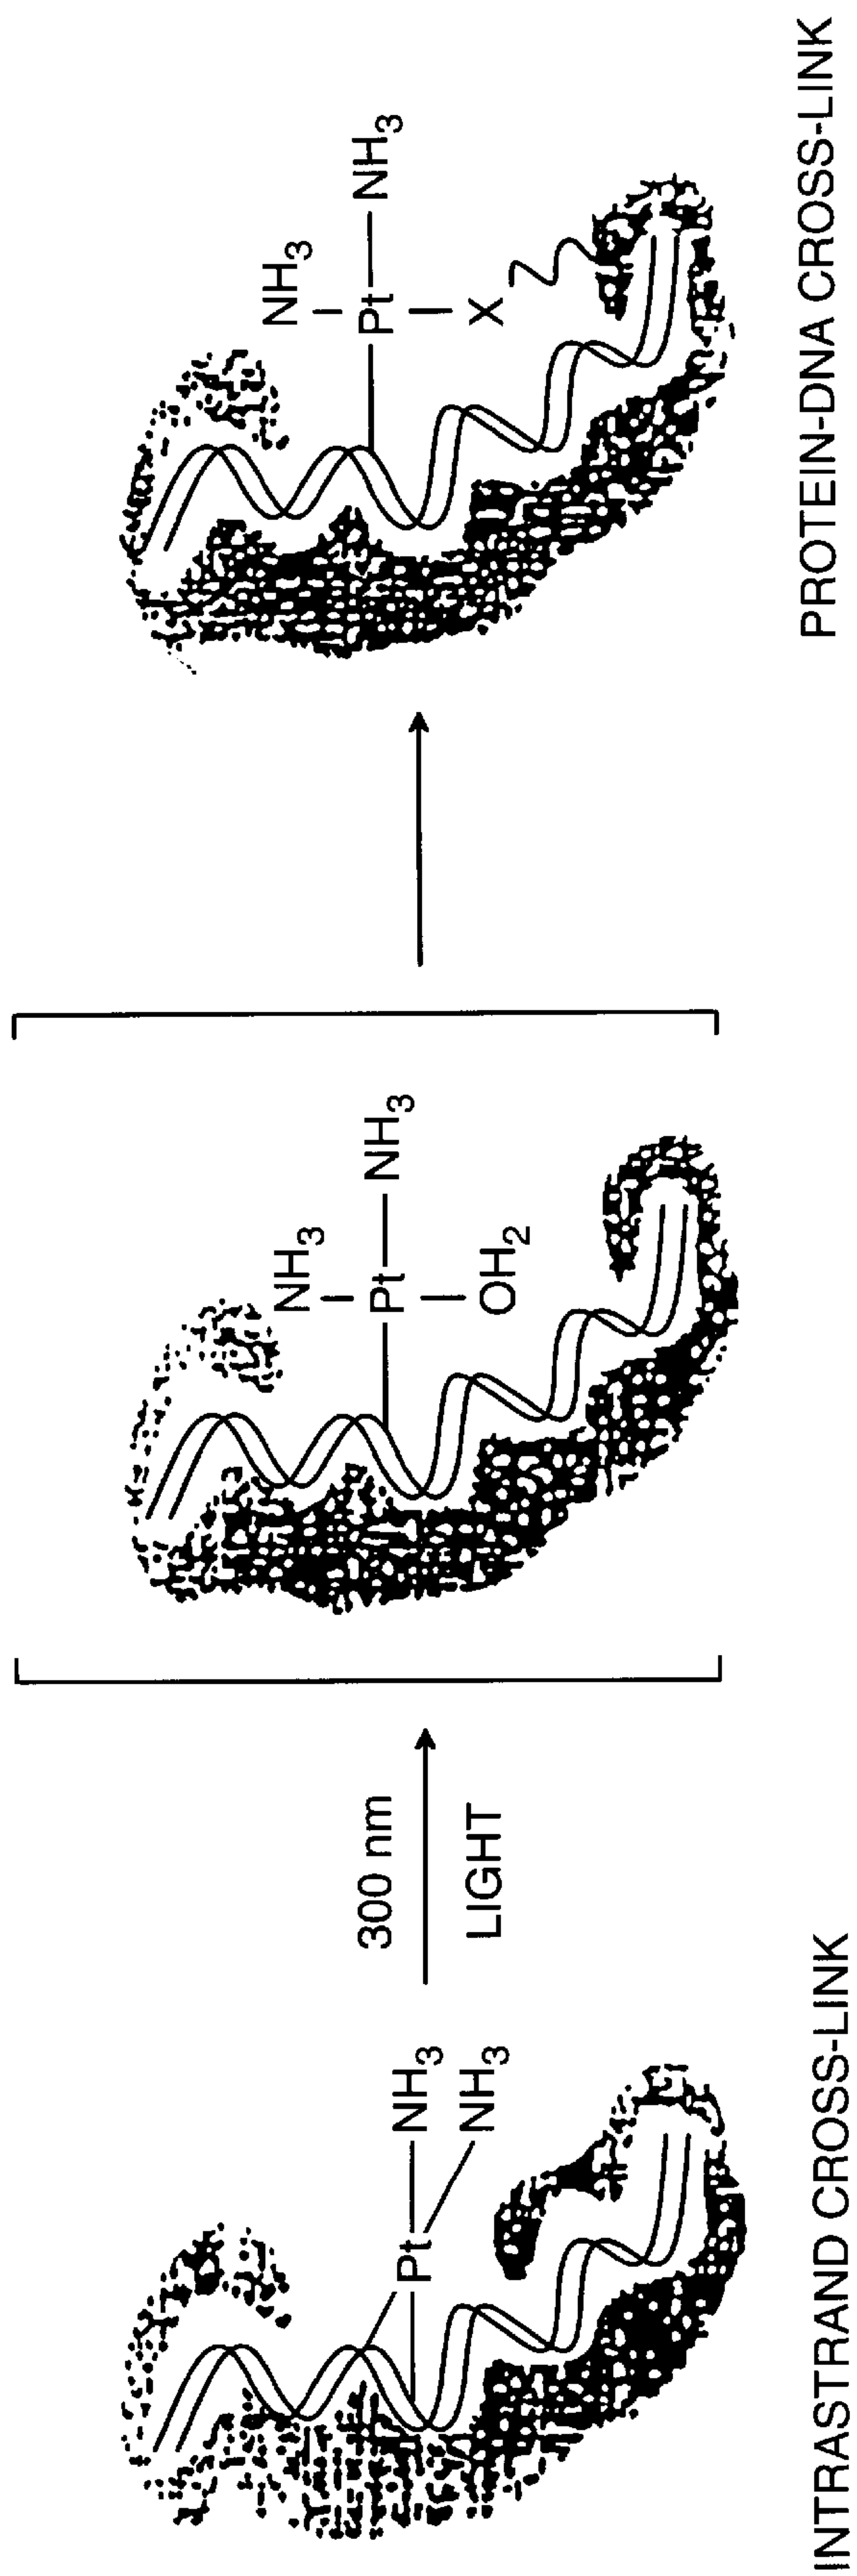 Pt
NH3
NH3
INTRASTRAND CROSS-LINK
300 nm
LIGHT
NH3
Pt
NH3
OH2
NH3
Pt
NH3
X
PROTEIN-DNA CROSS-LINK